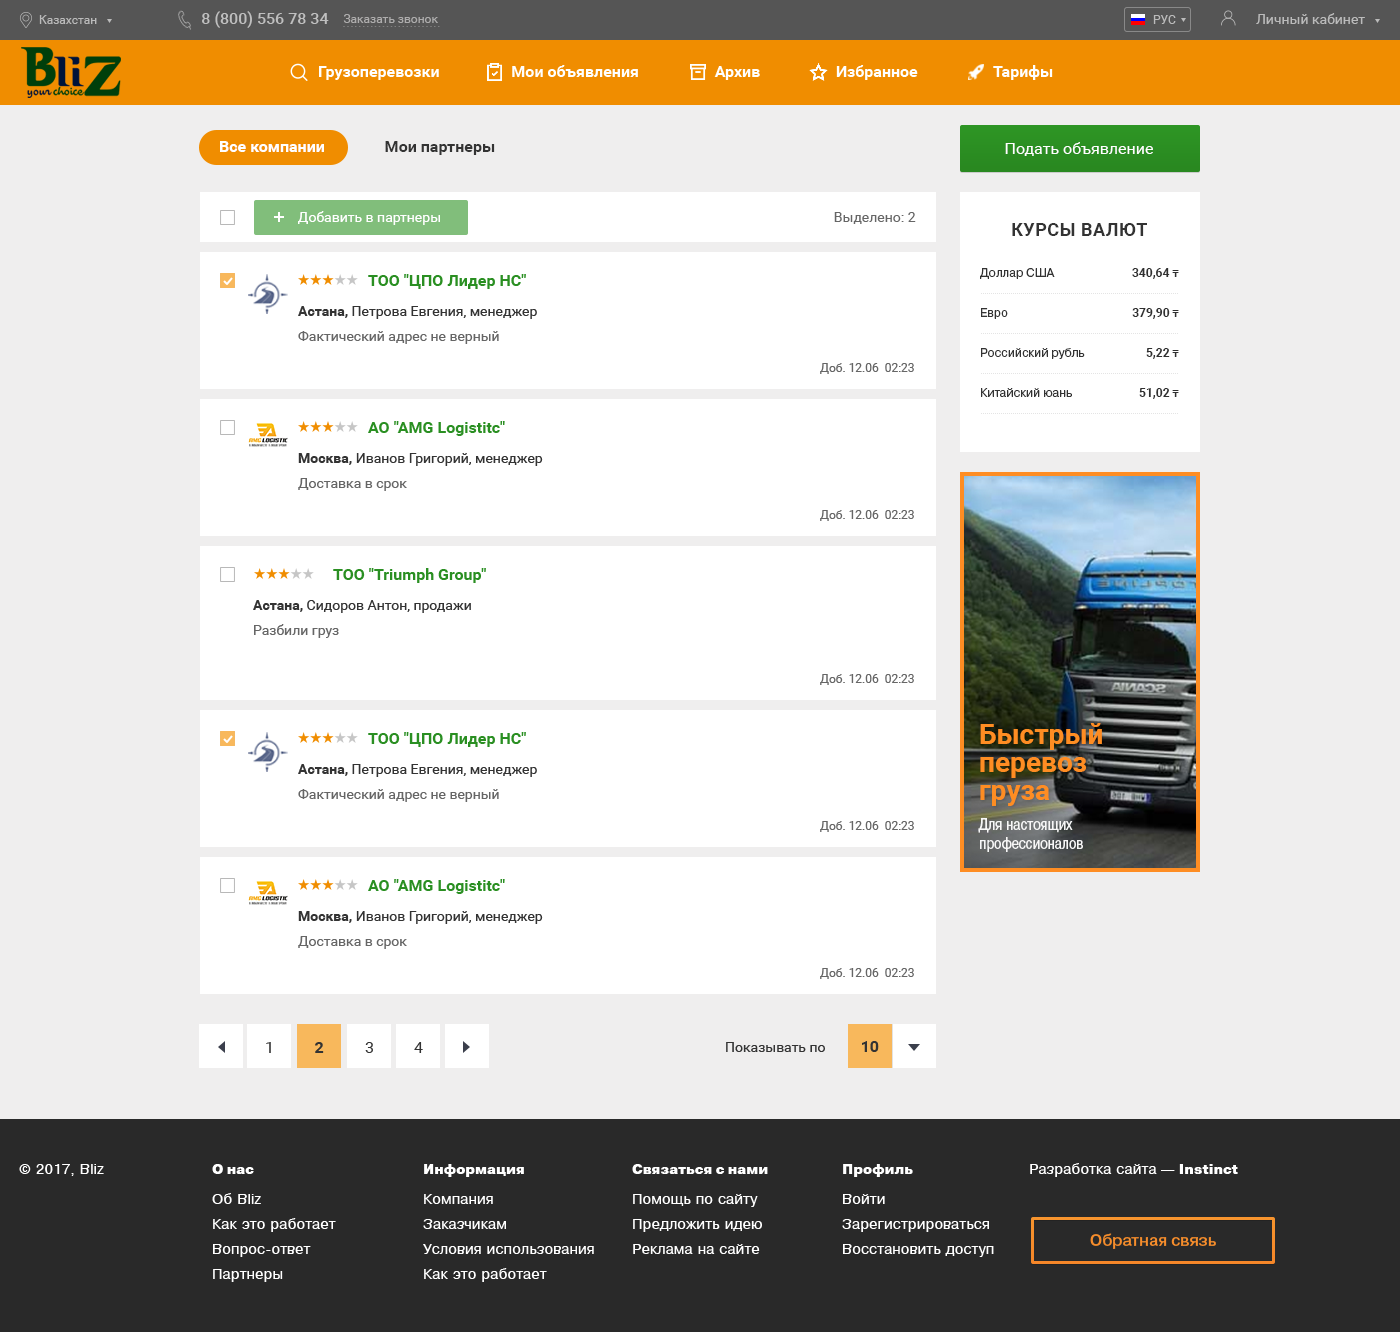 Казахстан
8 (800) 556 78 34
Заказать звонок
РУС
Личный кабинет
BLiZ
your choice
Грузоперевозки
Мои объявления
Архив
Избранное
Тарифы
Все компании
Мои партнеры
Подать объявление
+ Добавить в партнеры
Выделено: 2
ТОО "ЦПО Лидер НС"
Астана, Петрова Евгения, менеджер
Фактический адрес не верный
Доб. 12.06 02:23
AMG LOGISTIC
АО "AMG Logistitc"
Москва, Иванов Григорий, менеджер
Доставка в срок
Доб. 12.06 02:23
ТОО "Triumph Group"
Астана, Сидоров Антон, продажи
Разбили груз
Доб. 12.06 02:23
ТОО "ЦПО Лидер НС"
Астана, Петрова Евгения, менеджер
Фактический адрес не верный
Доб. 12.06 02:23
AMG LOGISTIC
АО "AMG Logistitc"
Москва, Иванов Григорий, менеджер
Доставка в срок
Доб. 12.06 02:23
1
2
3
4
Показывать по
10
КУРСЫ ВАЛЮТ
Доллар США 340,64 ₸
Евро 379,90 ₸
Российский рубль 5,22 ₸
Китайский юань 51,02 ₸
SCANIA
Быстрый
перевоз
груза
Для настоящих
профессионалов
© 2017, Bliz
О нас
Об Bliz
Как это работает
Вопрос-ответ
Партнеры
Информация
Компания
Заказчикам
Условия использования
Как это работает
Связаться с нами
Помощь по сайту
Предложить идею
Реклама на сайте
Профиль
Войти
Зарегистрироваться
Восстановить доступ
Разработка сайта — Instinct
Обратная связь